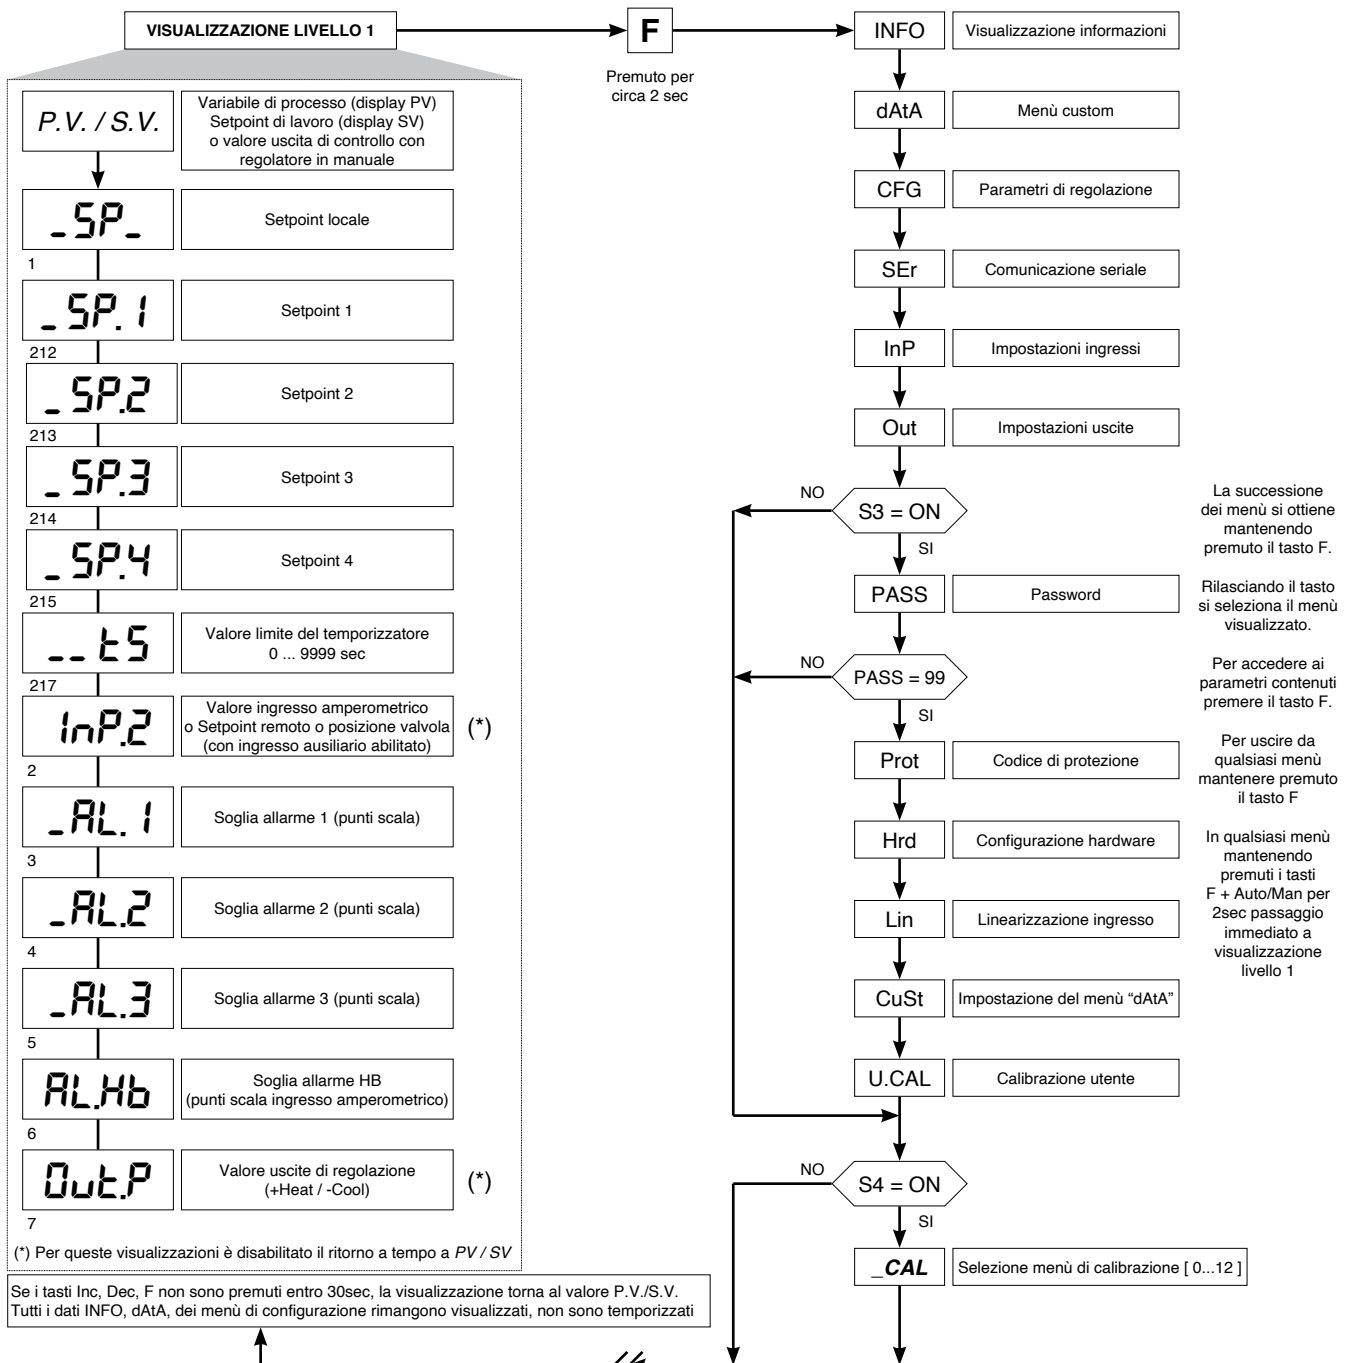 VISUALIZZAZIONE LIVELLO 1
F
Premuto per
circa 2 sec
P.V. / S.V.
Variabile di processo (display PV)
Setpoint di lavoro (display SV)
o valore uscita di controllo con
regolatore in manuale
_SP_
Setpoint locale
1
_SP.1
Setpoint 1
212
_SP.2
Setpoint 2
213
_SP.3
Setpoint 3
214
_SP.4
Setpoint 4
215
__tS
Valore limite del temporizzatore
0 ... 9999 sec
217
InP.2
Valore ingresso amperometrico
o Setpoint remoto o posizione valvola
(con ingresso ausiliario abilitato)
(*)
2
_AL.1
Soglia allarme 1 (punti scala)
3
_AL.2
Soglia allarme 2 (punti scala)
4
_AL.3
Soglia allarme 3 (punti scala)
5
AL.Hb
Soglia allarme HB
(punti scala ingresso amperometrico)
6
Out.P
Valore uscite di regolazione
(+Heat / -Cool)
(*)
7
(*) Per queste visualizzazioni è disabilitato il ritorno a tempo a PV / SV
Se i tasti Inc, Dec, F non sono premuti entro 30sec, la visualizzazione torna al valore P.V./S.V.
Tutti i dati INFO, dAtA, dei menù di configurazione rimangono visualizzati, non sono temporizzati
INFO
Visualizzazione informazioni
dAtA
Menù custom
CFG
Parametri di regolazione
SEr
Comunicazione seriale
InP
Impostazioni ingressi
Out
Impostazioni uscite
NO
S3 = ON
SI
PASS
Password
NO
PASS = 99
SI
Prot
Codice di protezione
Hrd
Configurazione hardware
Lin
Linearizzazione ingresso
CuSt
Impostazione del menù “dAtA”
U.CAL
Calibrazione utente
NO
S4 = ON
SI
_CAL
Selezione menù di calibrazione [ 0...12 ]
La successione
dei menù si ottiene
mantenendo
premuto il tasto F.
Rilasciando il tasto
si seleziona il menù
visualizzato.
Per accedere ai
parametri contenuti
premere il tasto F.
Per uscire da
qualsiasi menù
mantenere premuto
il tasto F
In qualsiasi menù
mantenendo
premuti i tasti
F + Auto/Man per
2sec passaggio
immediato a
visualizzazione
livello 1